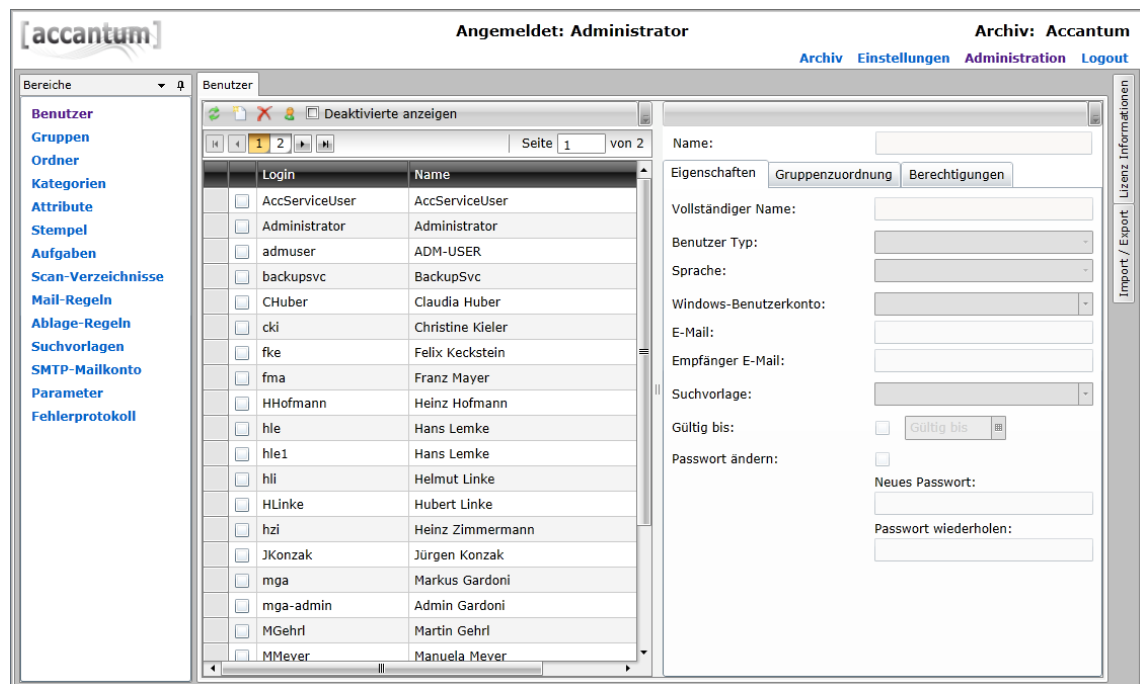 [accantum]
Angemeldet: Administrator
Archiv: Accantum
Archiv Einstellungen Administration Logout
Bereiche
Benutzer
Gruppen
Ordner
Kategorien
Attribute
Stempel
Aufgaben
Scan-Verzeichnisse
Mail-Regeln
Ablage-Regeln
Suchvorlagen
SMTP-Mailkonto
Parameter
Fehlerprotokoll
Benutzer
Deaktivierte anzeigen
1 2 Seite 1 von 2
Login Name
AccServiceUser AccServiceUser
Administrator Administrator
admuser ADM-USER
backupsvc BackupSvc
CHuber Claudia Huber
cki Christine Kieler
fke Felix Keckstein
fma Franz Mayer
HHofmann Heinz Hofmann
hle Hans Lemke
hle1 Hans Lemke
hli Helmut Linke
HLinke Hubert Linke
hzi Heinz Zimmermann
JKonzak Jürgen Konzak
mga Markus Gardoni
mga-admin Admin Gardoni
MGehrl Martin Gehrl
MMeyer Manuela Meyer
Name:
Eigenschaften Gruppenzuordnung Berechtigungen
Vollständiger Name:
Benutzer Typ:
Sprache:
Windows-Benutzerkonto:
E-Mail:
Empfänger E-Mail:
Suchvorlage:
Gültig bis: Gültig bis
Passwort ändern:
Neues Passwort:
Passwort wiederholen:
Lizenz Informationen
Import / Export